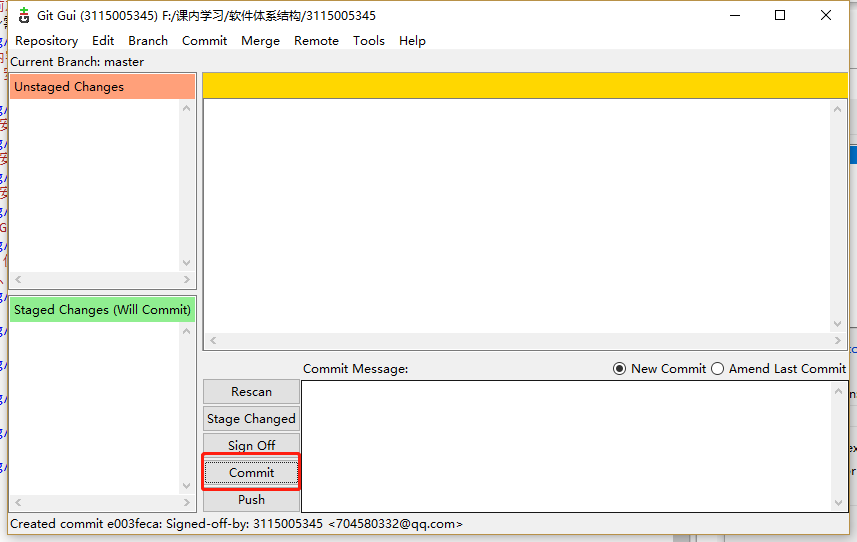 Git Gui (3115005345) F:/课内学习/软件体系结构/3115005345
Repository Edit Branch Commit Merge Remote Tools Help
Current Branch: master
Unstaged Changes
Staged Changes (Will Commit)
Commit Message:
New Commit
Amend Last Commit
Rescan
Stage Changed
Sign Off
Commit
Push
Created commit e003feca: Signed-off-by: 3115005345 <704580332@qq.com>